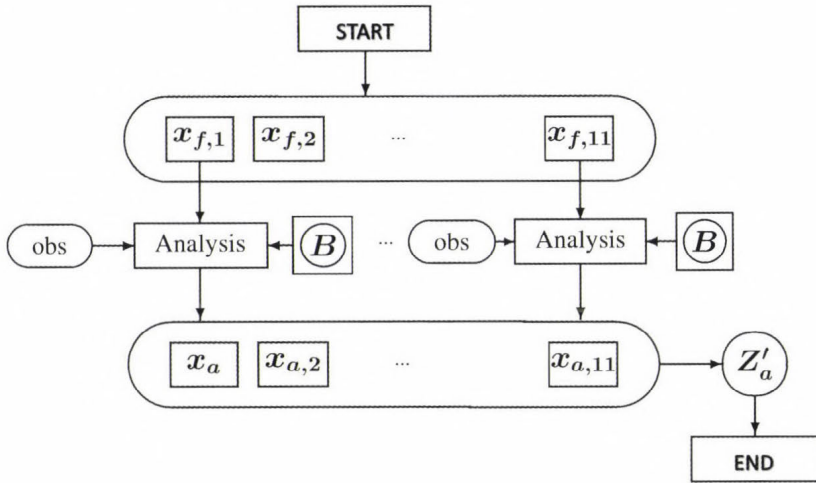 START
x_{f,1} x_{f,2} ... x_{f,11}
obs Analysis B ... obs Analysis B
x_a x_{a,2} ... x_{a,11} Z'_a
END